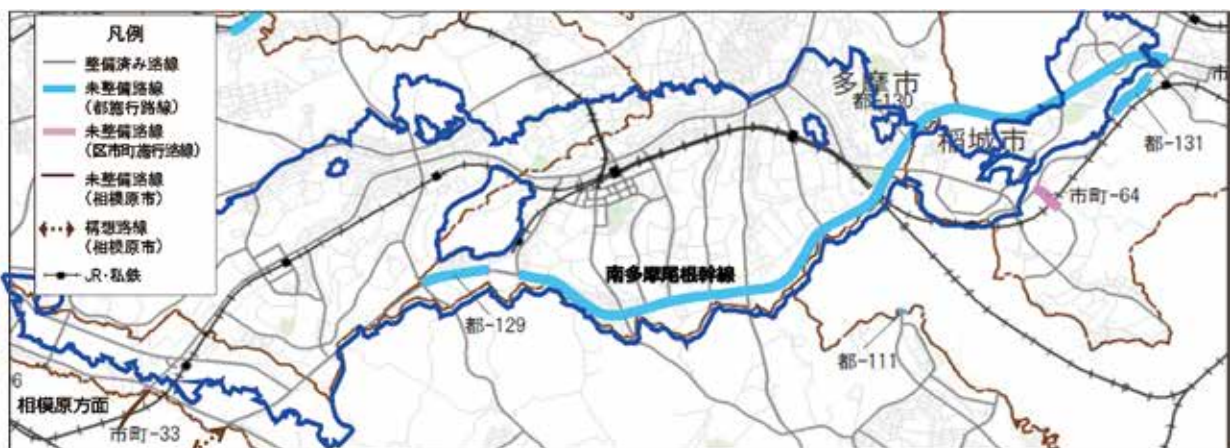 凡例
整備済み路線
未整備路線
(都施行路線)
未整備路線
(区市町施行路線)
未整備路線
(相模原市)
構想路線
(相模原市)
JR・私鉄
多摩市
都-130
稲城市
市
都-131
市町-64
南多摩尾根幹線
都-129
都-111
6
相模原方面
市町-33